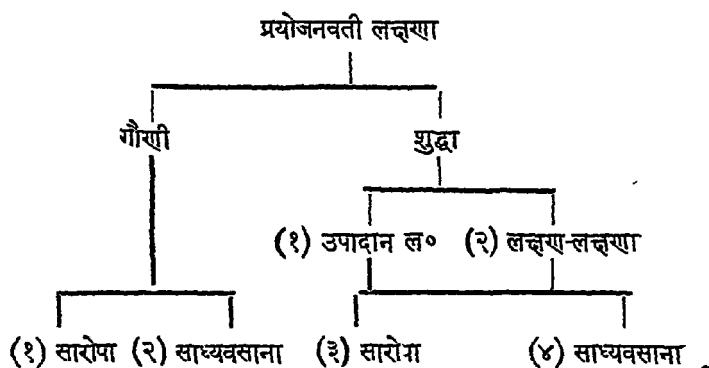 प्रयोजनवती लक्षणा
गौणी शुद्धा
(१) उपादान ल० (२) लक्षण-लक्षणा
(१) सारोपा (२) साध्यवसाना (३) सारोपा (४) साध्यवसाना